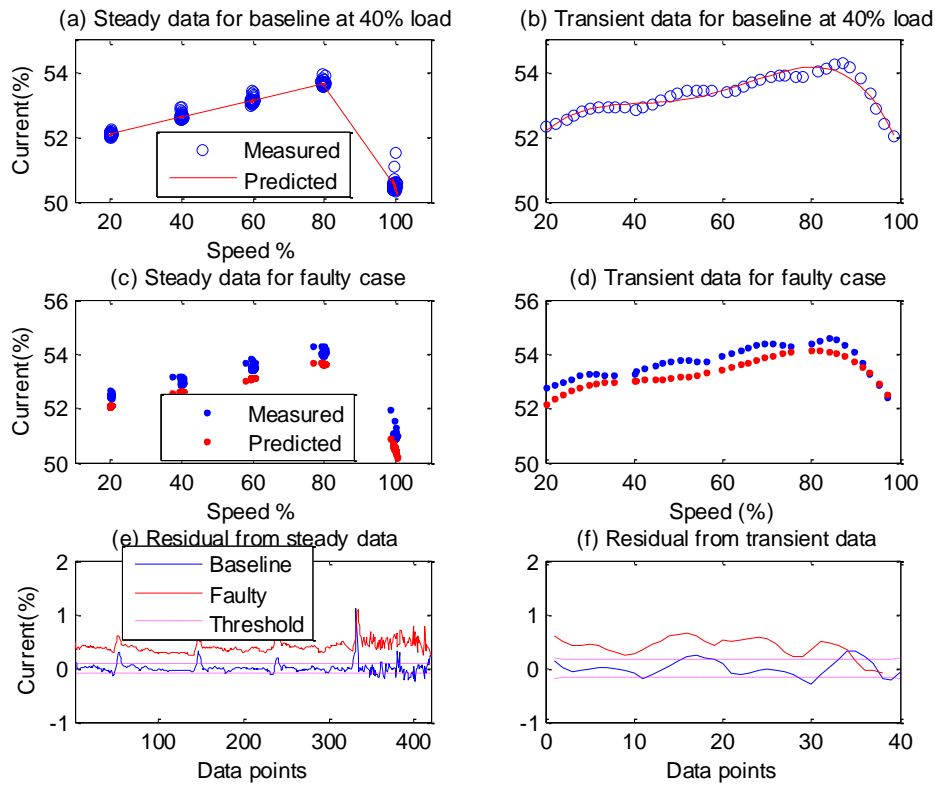 (a) Steady data for baseline at 40% load
Current(%)
54
52
50
20 40 60 80 100
Speed %
Measured
Predicted
(b) Transient data for baseline at 40% load
54
52
50
20 40 60 80 100
(c) Steady data for faulty case
Current(%)
56
54
52
50
20 40 60 80 100
Speed %
Measured
Predicted
(d) Transient data for faulty case
56
54
52
50
20 40 60 80 100
Speed (%)
(e) Residual from steady data
Current(%)
2
1
0
-1
100 200 300 400
Data points
Baseline
Faulty
Threshold
(f) Residual from transient data
2
1
0
-1
0 10 20 30 40
Data points